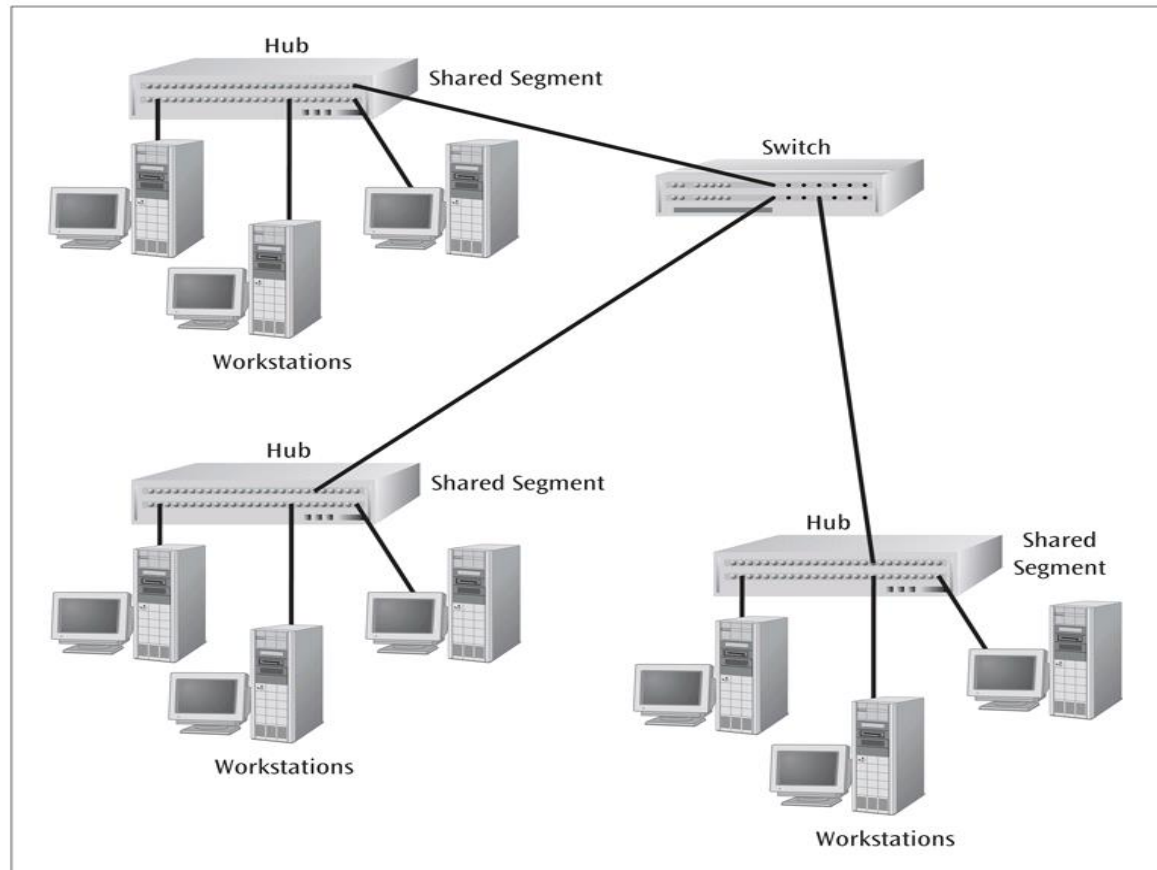 Hub
Shared Segment
Switch
Workstations
Hub
Shared Segment
Hub
Shared
Segment
Workstations
Workstations